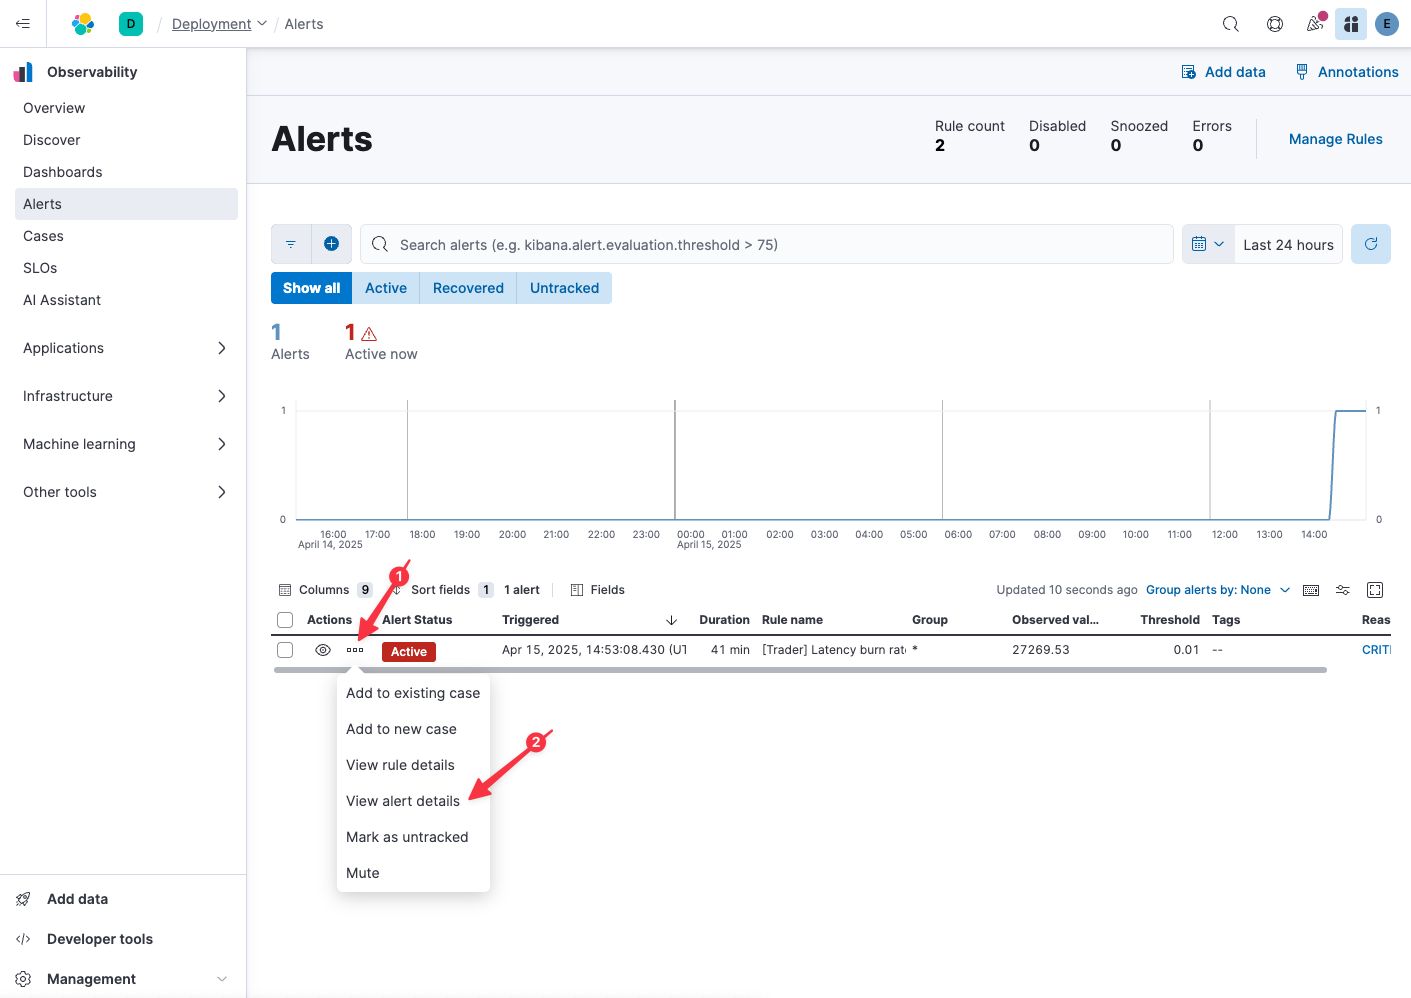 D
Deployment
Alerts
E
Observability
Overview
Discover
Dashboards
Alerts
Cases
SLOs
AI Assistant
Applications
Infrastructure
Machine learning
Other tools
Add data
Developer tools
Management
Add data
Annotations
Alerts
Rule count
2
Disabled
0
Snoozed
0
Errors
0
Manage Rules
Search alerts (e.g. kibana.alert.evaluation.threshold > 75)
Last 24 hours
Show all
Active
Recovered
Untracked
1
Alerts
1
Active now
1
1
0
0
16:00 17:00 18:00 19:00 20:00 21:00 22:00 23:00 00:00 01:00 02:00 03:00 04:00 05:00 06:00 07:00 08:00 09:00 10:00 11:00 12:00 13:00 14:00
April 14, 2025 April 15, 2025
1
Columns 9 Sort fields 1 1 alert Fields
Updated 10 seconds ago Group alerts by: None
Actions Alert Status Triggered Duration Rule name Group Observed val... Threshold Tags Reas
Active Apr 15, 2025, 14:53:08.430 (UT 41 min [Trader] Latency burn rat * 27269.53 0.01 -- CRITI
Add to existing case
Add to new case
2
View rule details
View alert details
Mark as untracked
Mute